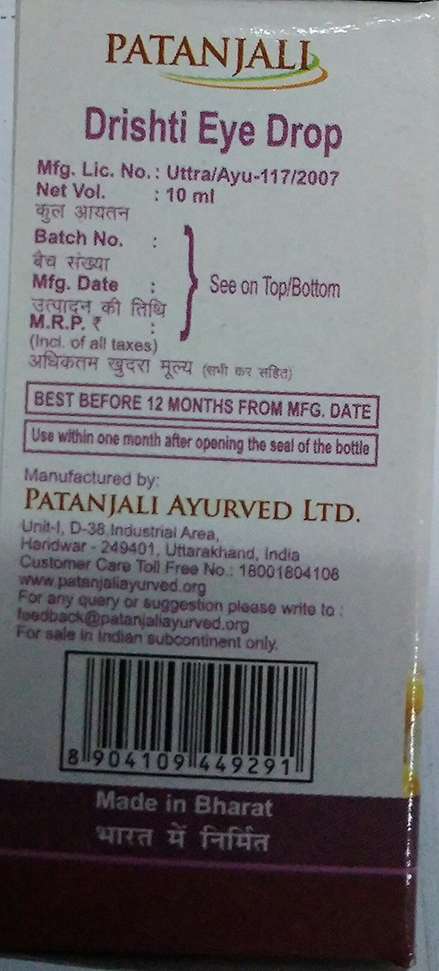 PATANJALI
Drishti Eye Drop
Mfg. Lic. No.: Uttra/Ayu-117/2007
Net Vol. : 10 ml
कुल आयतन
Batch No. :
बैच संख्या
Mfg. Date :
See on Top/Bottom
उत्पादन की तिथि
M.R.P. ₹ :
(Incl. of all taxes)
अधिकतम खुदरा मूल्य (सभी कर सहित)
BEST BEFORE 12 MONTHS FROM MFG. DATE
Use within one month after opening the seal of the bottle
Manufactured by:
PATANJALI AYURVED LTD.
Unit-I, D-38,Industrial Area,
Haridwar - 249401, Uttarakhand, India
Customer Care Toll Free No.: 18001804108
www.patanjaliayurved.org
For any query or suggestion please write to :
feedback@patanjaliayurved.org
For sale in Indian subcontinent only.
8 904109 449291
Made in Bharat
भारत में निर्मित